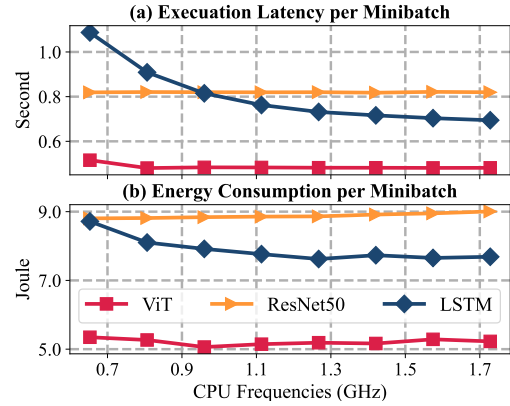 (a) Execuation Latency per Minibatch
Second
1.0
0.8
0.6
(b) Energy Consumption per Minibatch
Joule
9.0
7.0
5.0
ViT ResNet50 LSTM
0.7 0.9 1.1 1.3 1.5 1.7
CPU Frequencies (GHz)